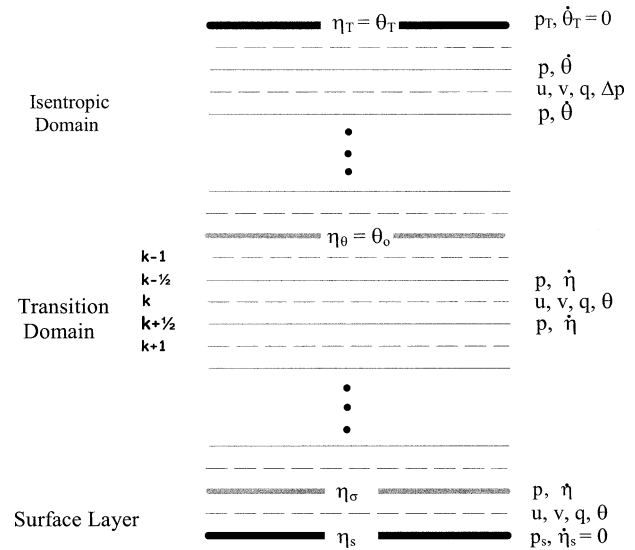 η_T = θ_T
p_T, θ̇_T = 0
p, θ̇
Isentropic
Domain
u, v, q, Δp
p, θ̇
η_θ = θ_o
k-1
k-½
p, η̇
Transition
Domain
k
u, v, q, θ
k+½
p, η̇
k+1
η_σ
p, η̇
Surface Layer
u, v, q, θ
η_s
p_s, η̇_s = 0